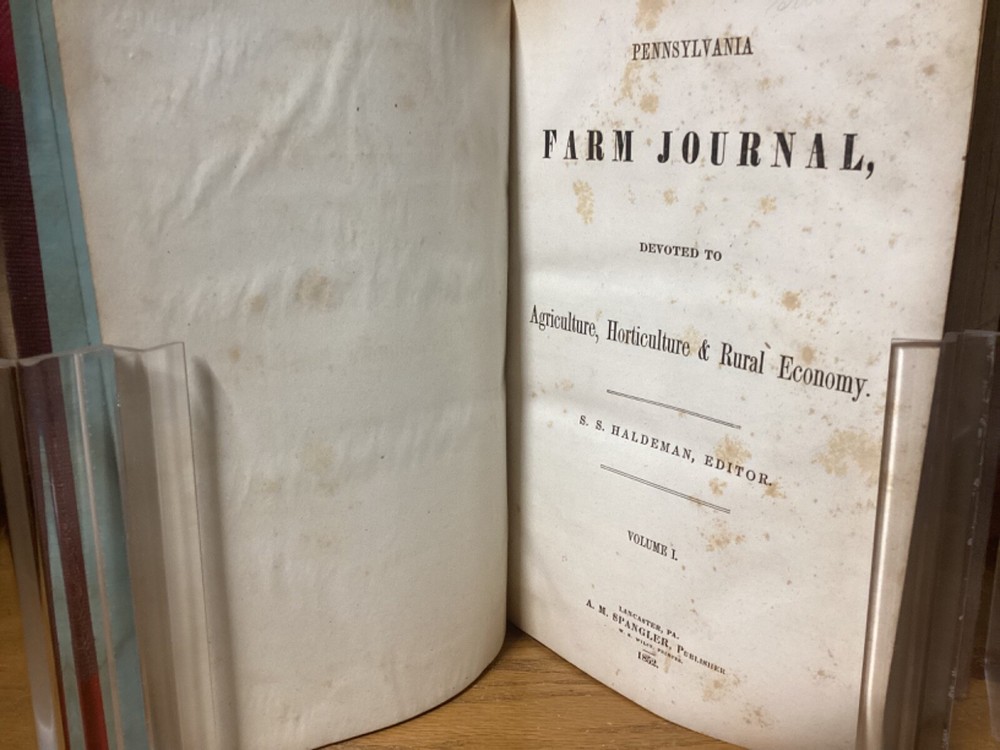 PENNSYLVANIA
FARM JOURNAL,
DEVOTED TO
Agriculture, Horticulture & Rural Economy.
S. S. HALDEMAN, EDITOR.
VOLUME I.
LANCASTER, PA.
A. M. SPANGLER, PUBLISHER
1852.